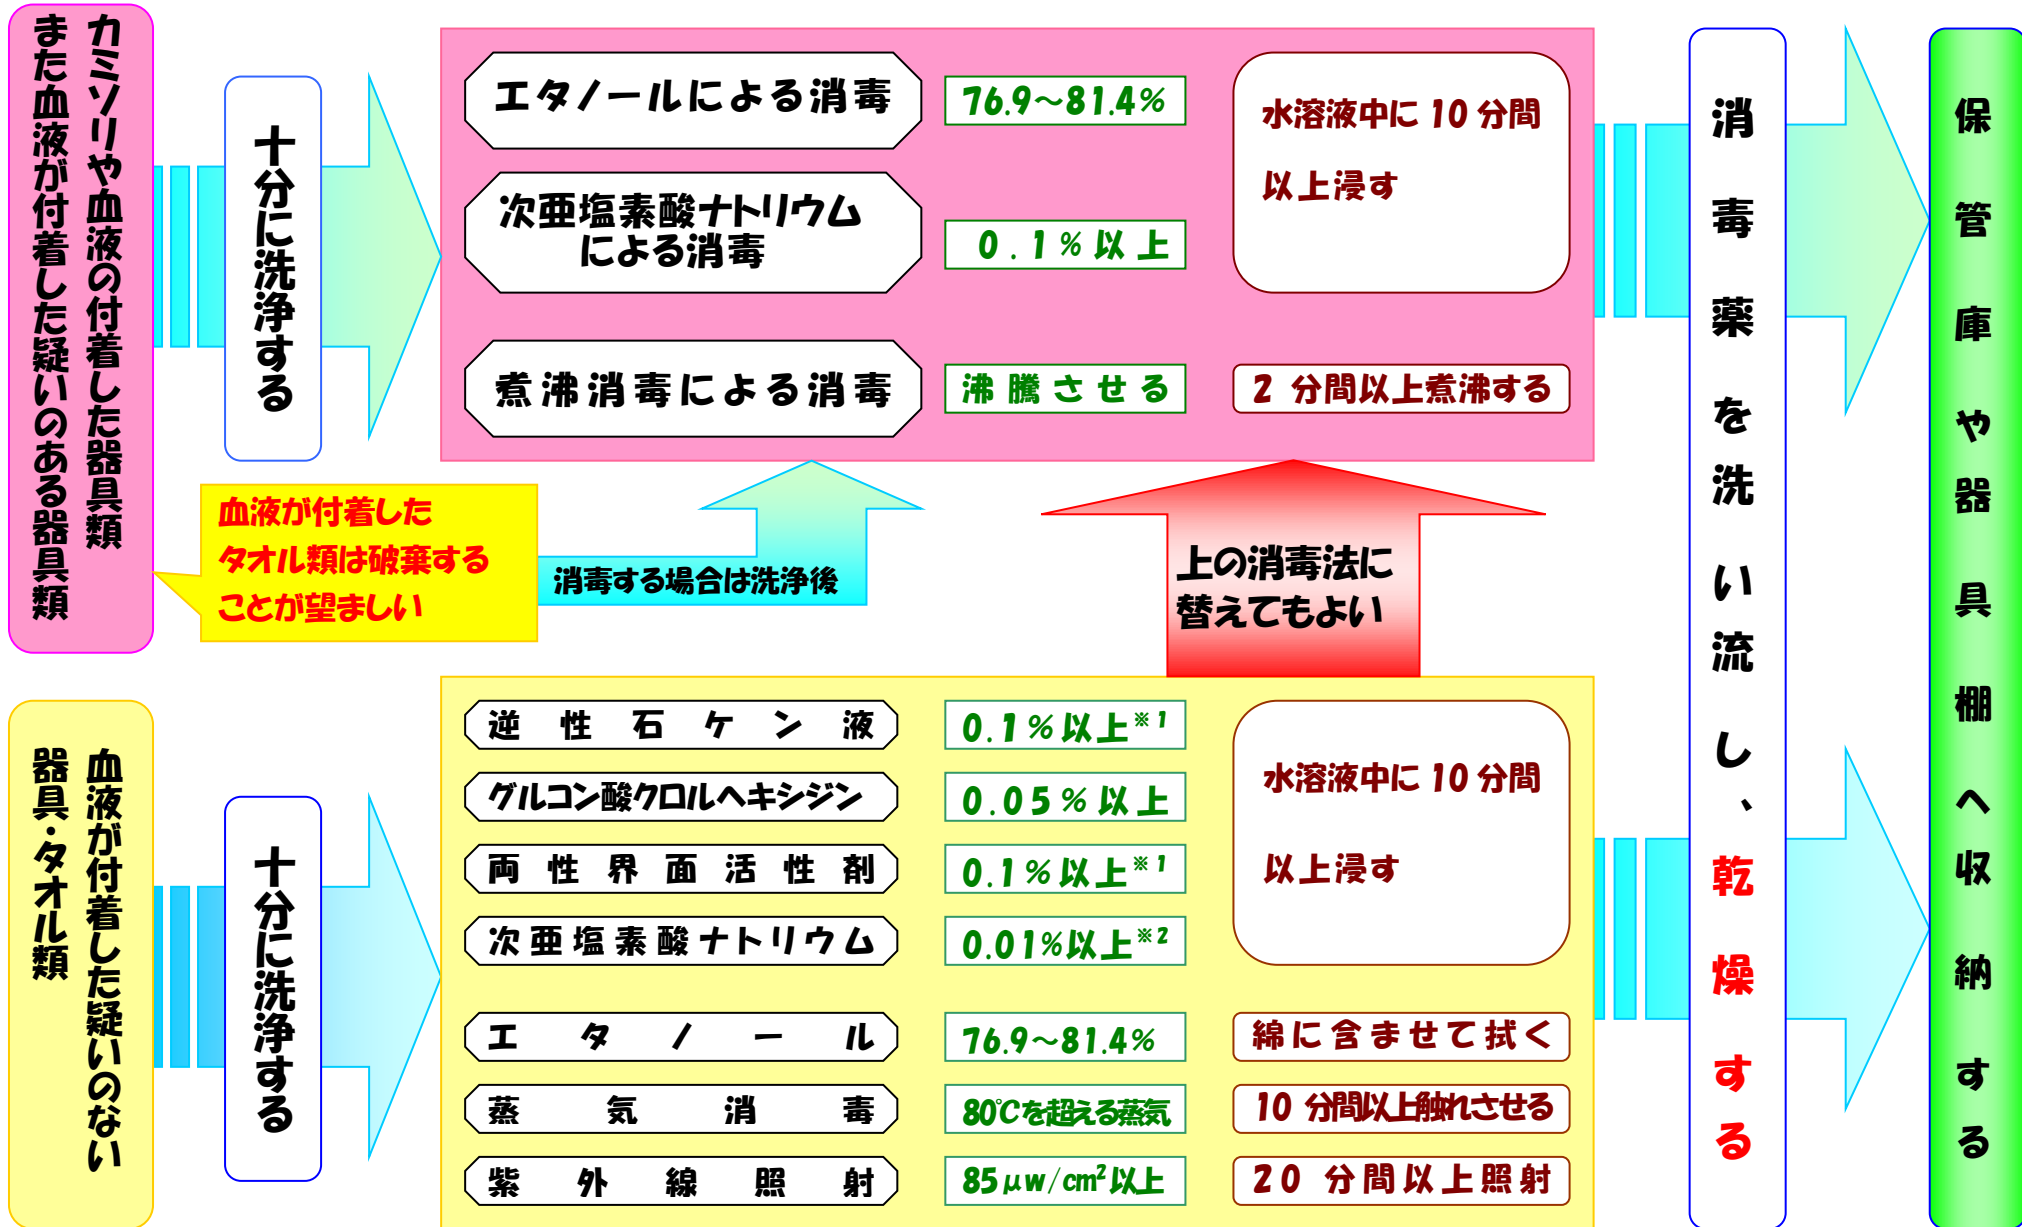 カミソリや血液の付着した器具類
また血液が付着した疑いのある器具類
十分に洗浄する
エタノールによる消毒
76.9～81.4%
次亜塩素酸ナトリウム
による消毒
0.1%以上
水溶液中に10分間
以上浸す
煮沸消毒による消毒
沸騰させる
2分間以上煮沸する
血液が付着した
タオル類は破棄する
ことが望ましい
消毒する場合は洗浄後
上の消毒法に
替えてもよい
血液が付着した疑いのない
器具・タオル類
十分に洗浄する
逆性石ケン液
0.1%以上※1
グルコン酸クロルヘキシジン
0.05%以上
両性界面活性剤
0.1%以上※1
次亜塩素酸ナトリウム
0.01%以上※2
水溶液中に10分間
以上浸す
エタノール
76.9～81.4%
綿に含ませて拭く
蒸気消毒
80℃を超える蒸気
10分間以上触れさせる
紫外線照射
85μw/cm²以上
20分間以上照射
消毒薬を洗い流し、乾燥する
保管庫や器具棚へ収納する